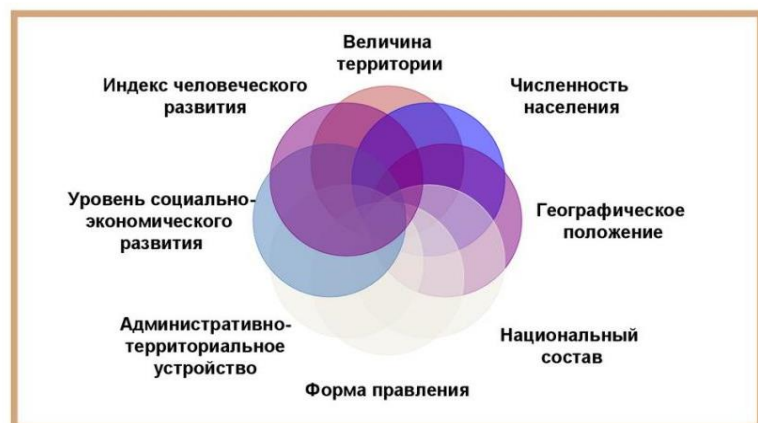 Величина
территории
Численность
населения
Географическое
положение
Национальный
состав
Форма правления
Административно-
территориальное
устройство
Уровень социально-
экономического
развития
Индекс человеческого
развития